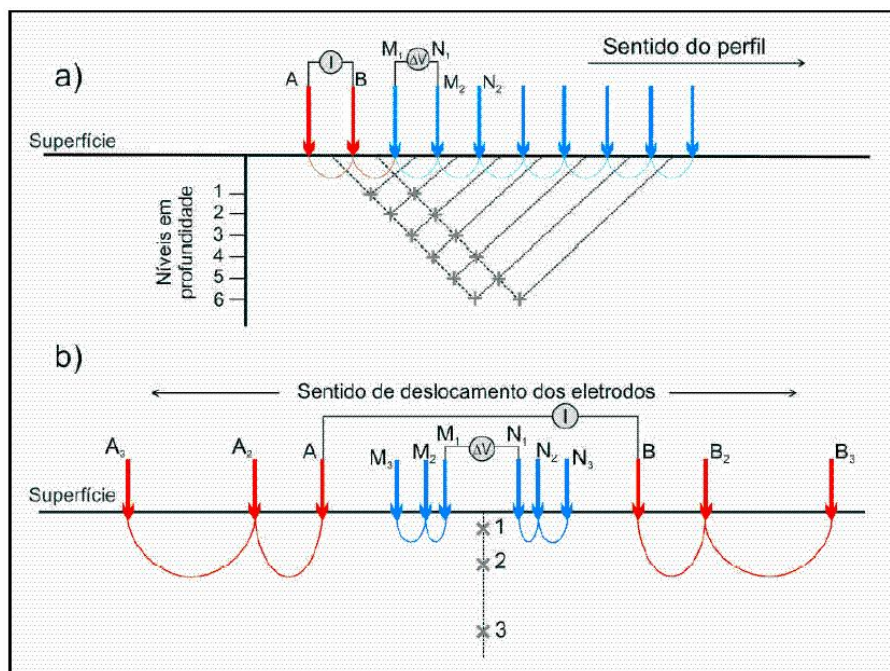 a)
I
A B
M₁ ΔV N₁
M₂ N₂
Sentido do perfil
Superfície
Níveis em profundidade
1
2
3
4
5
6
b)
Sentido de deslocamento dos eletrodos
I
A₃ A₂ A M₃ M₂ M₁ ΔV N₁ N₂ N₃ B B₂ B₃
Superfície
1
2
3